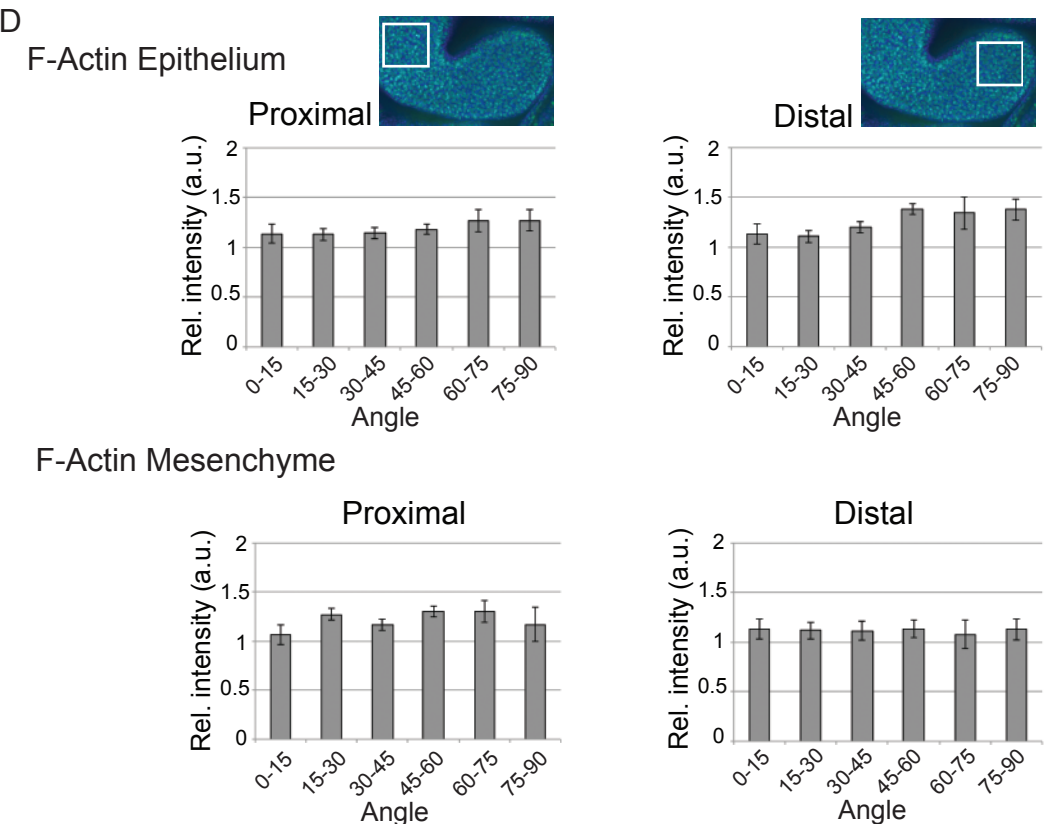 D
F-Actin Epithelium
Proximal
Rel. intensity (a.u.)
2
1.5
1
0.5
0
0-15
15-30
30-45
45-60
60-75
75-90
Angle
Distal
Rel. intensity (a.u.)
2
1.5
1
0.5
0
0-15
15-30
30-45
45-60
60-75
75-90
Angle
F-Actin Mesenchyme
Proximal
Rel. intensity (a.u.)
2
1.5
1
0.5
0
0-15
15-30
30-45
45-60
60-75
75-90
Angle
Distal
Rel. intensity (a.u.)
2
1.5
1
0.5
0
0-15
15-30
30-45
45-60
60-75
75-90
Angle